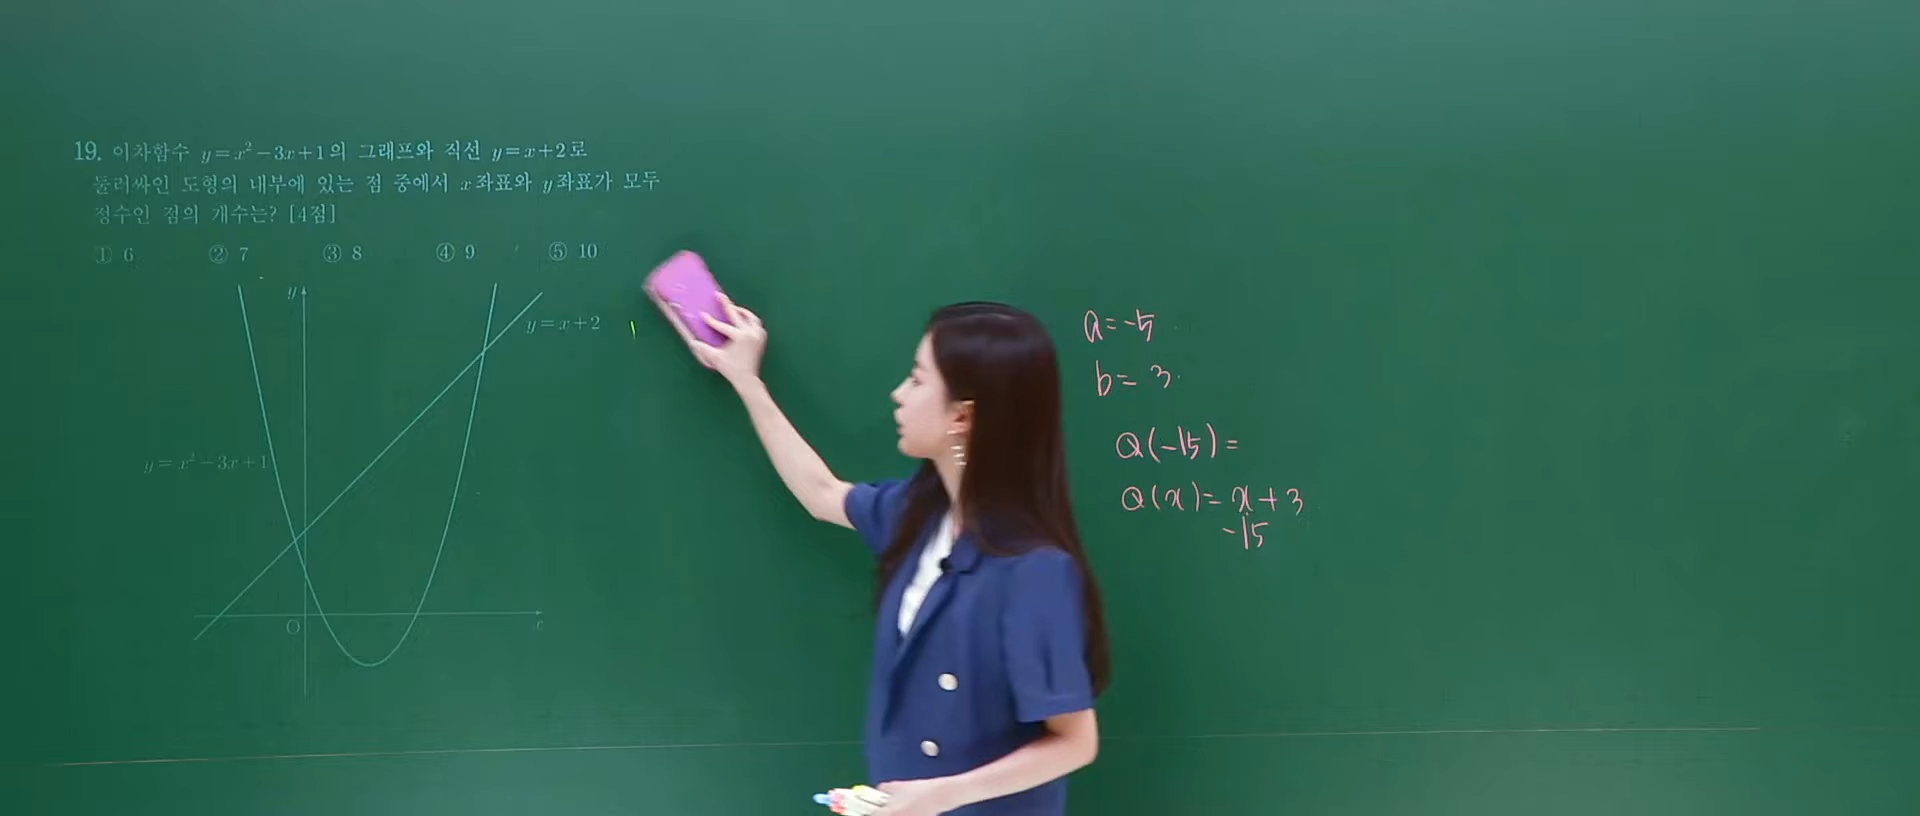 19. 이차함수 y=x²-3x+1의 그래프와 직선 y=x+2로
둘러싸인 도형의 내부에 있는 점 중에서 x좌표와 y좌표가 모두
정수인 점의 개수는? [4점]
① 6 ② 7 ③ 8 ④ 9 ⑤ 10
y
y=x+2
y=x²-3x+1
O
x
a=-5
b=3.
Q(-15)=
Q(x)=x+3
-15